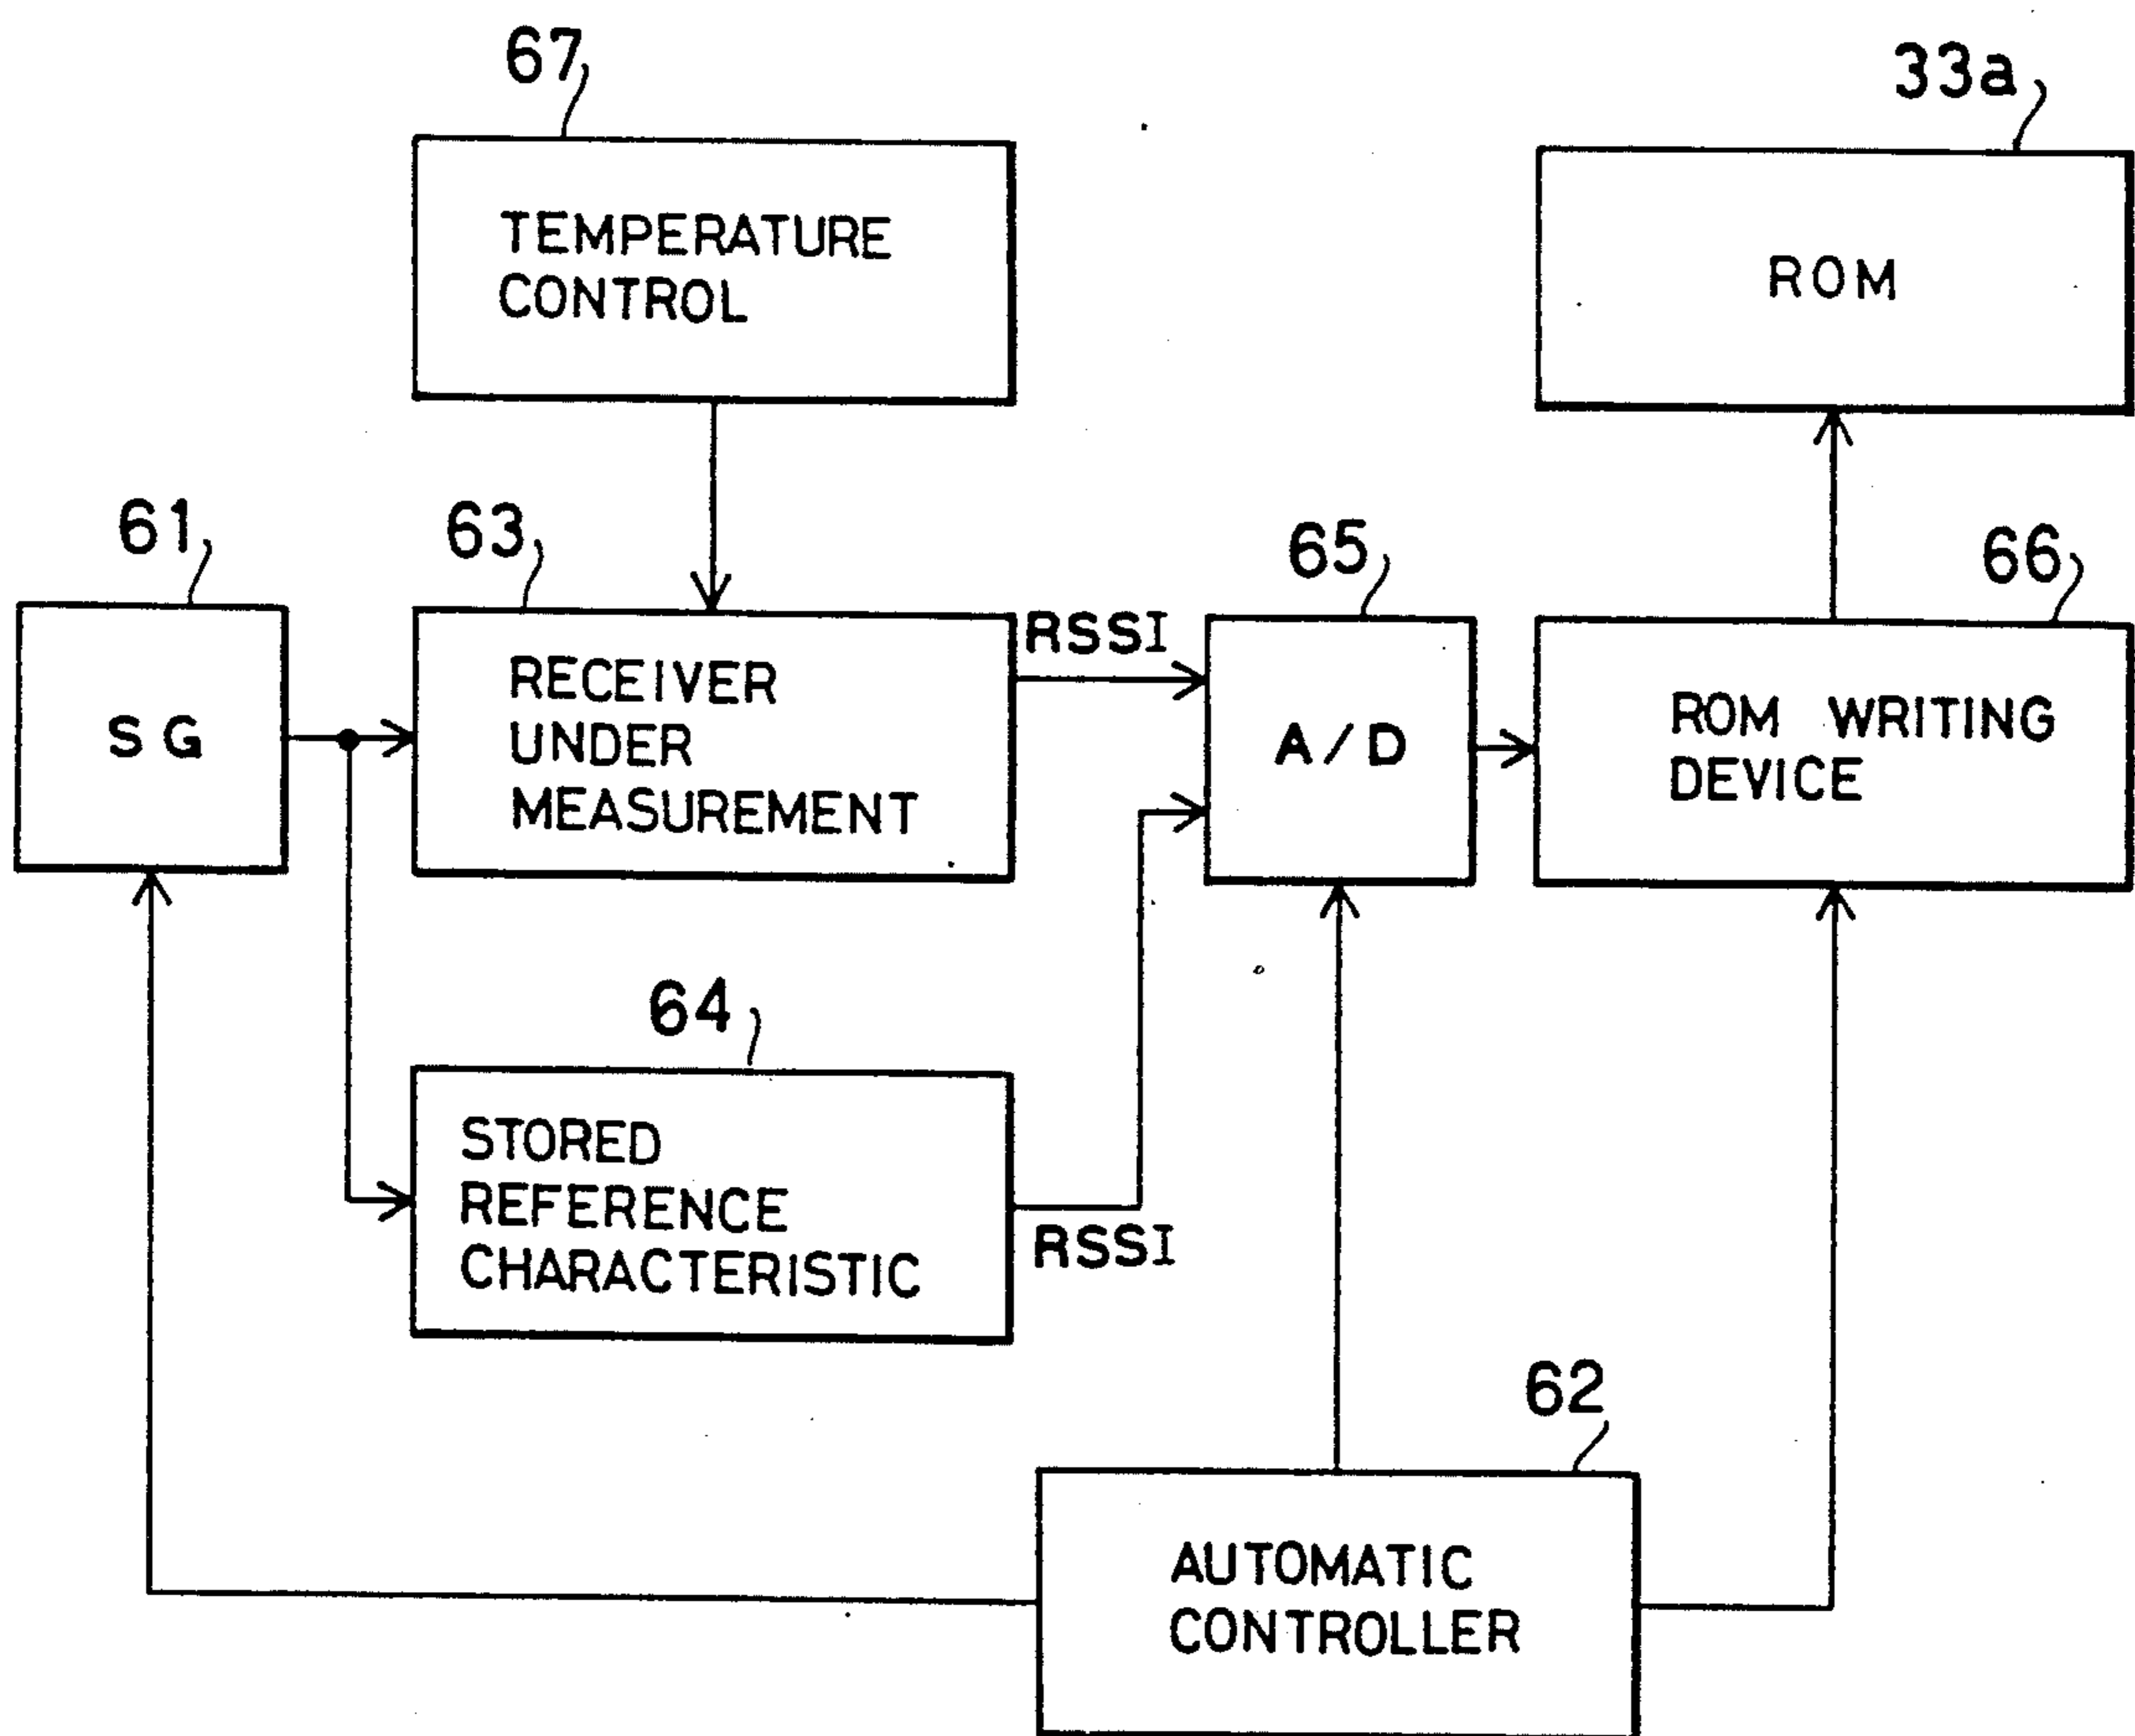 67
33a
TEMPERATURE
CONTROL
ROM
61
63
65
66
SG
RECEIVER
UNDER
MEASUREMENT
RSSI
A/D
ROM WRITING
DEVICE
64
STORED
REFERENCE
CHARACTERISTIC
RSSI
62
AUTOMATIC
CONTROLLER